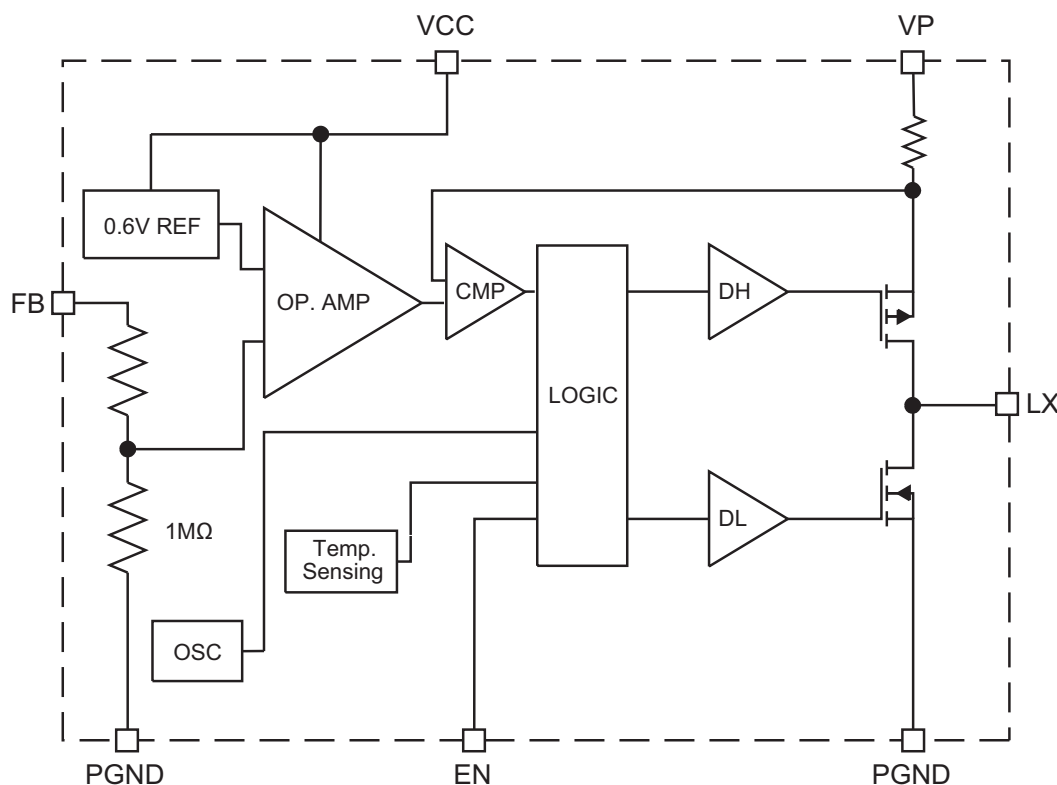 VCC
VP
0.6V REF
FB
OP. AMP
CMP
DH
LOGIC
LX
1MΩ
Temp.
Sensing
DL
OSC
PGND
EN
PGND